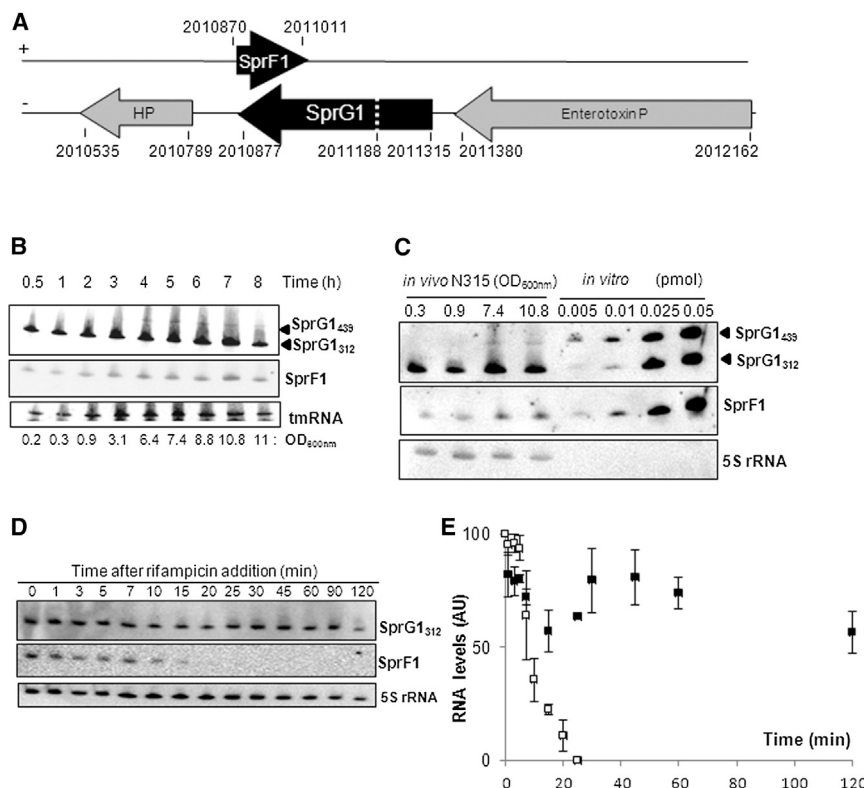 A
2010870 2011011
+
SprF1
-
HP SprG1 Enterotoxin P
2010535 2010789 2010877 2011188 2011315 2011380 2012162
B
0.5 1 2 3 4 5 6 7 8 Time (h)
SprG1439
SprG1312
SprF1
tmRNA
0.2 0.3 0.9 3.1 6.4 7.4 8.8 10.8 11 : OD600nm
C
in vivo N315 (OD600nm) in vitro (pmol)
0.3 0.9 7.4 10.8 0.005 0.01 0.025 0.05
SprG1439
SprG1312
SprF1
5S rRNA
D
Time after rifampicin addition (min)
0 1 3 5 7 10 15 20 25 30 45 60 90 120
SprG1312
SprF1
5S rRNA
E
RNA levels (AU)
100
50
0
Time (min)
0 20 40 60 80 100 120